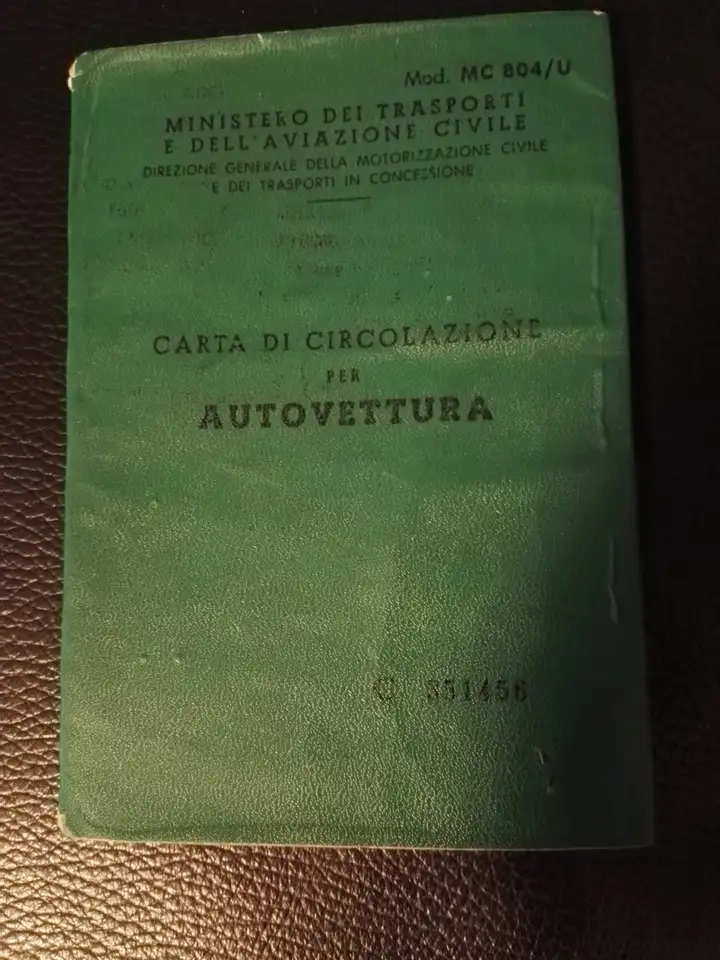 Mod. MC 804/U
MINISTERO DEI TRASPORTI
E DELL'AVIAZIONE CIVILE
DIREZIONE GENERALE DELLA MOTORIZZAZIONE CIVILE
E DEI TRASPORTI IN CONCESSIONE
CARTA DI CIRCOLAZIONE
PER
AUTOVETTURA
C 351456